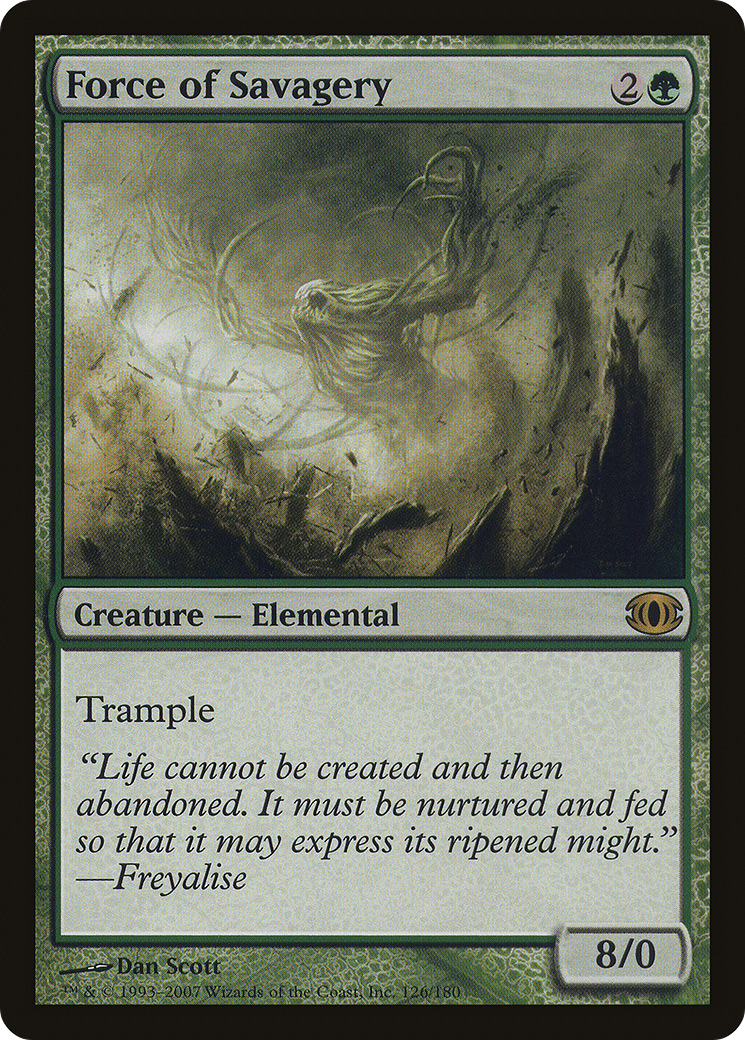 Force of Savagery 2
Creature — Elemental
Trample
“Life cannot be created and then
abandoned. It must be nurtured and fed
so that it may express its ripened might.”
—Freyalise
8/0
Dan Scott
™ & © 1993–2007 Wizards of the Coast, Inc. 126/180